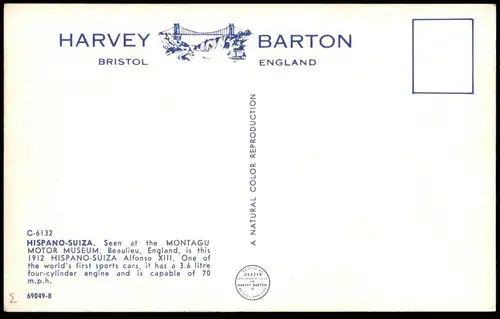 HARVEY BARTON
BRISTOL ENGLAND
A NATURAL COLOR REPRODUCTION
C-6132
HISPANO-SUIZA. Seen at the MONTAGU
MOTOR MUSEUM, Beaulieu, England, is this
1912 HISPANO-SUIZA Alfonso XIII. One of
the world's first sports cars, it has a 3.6 litre
four-cylinder engine and is capable of 70
m.p.h.
69049-B
DEXTER
HARVEY BARTON